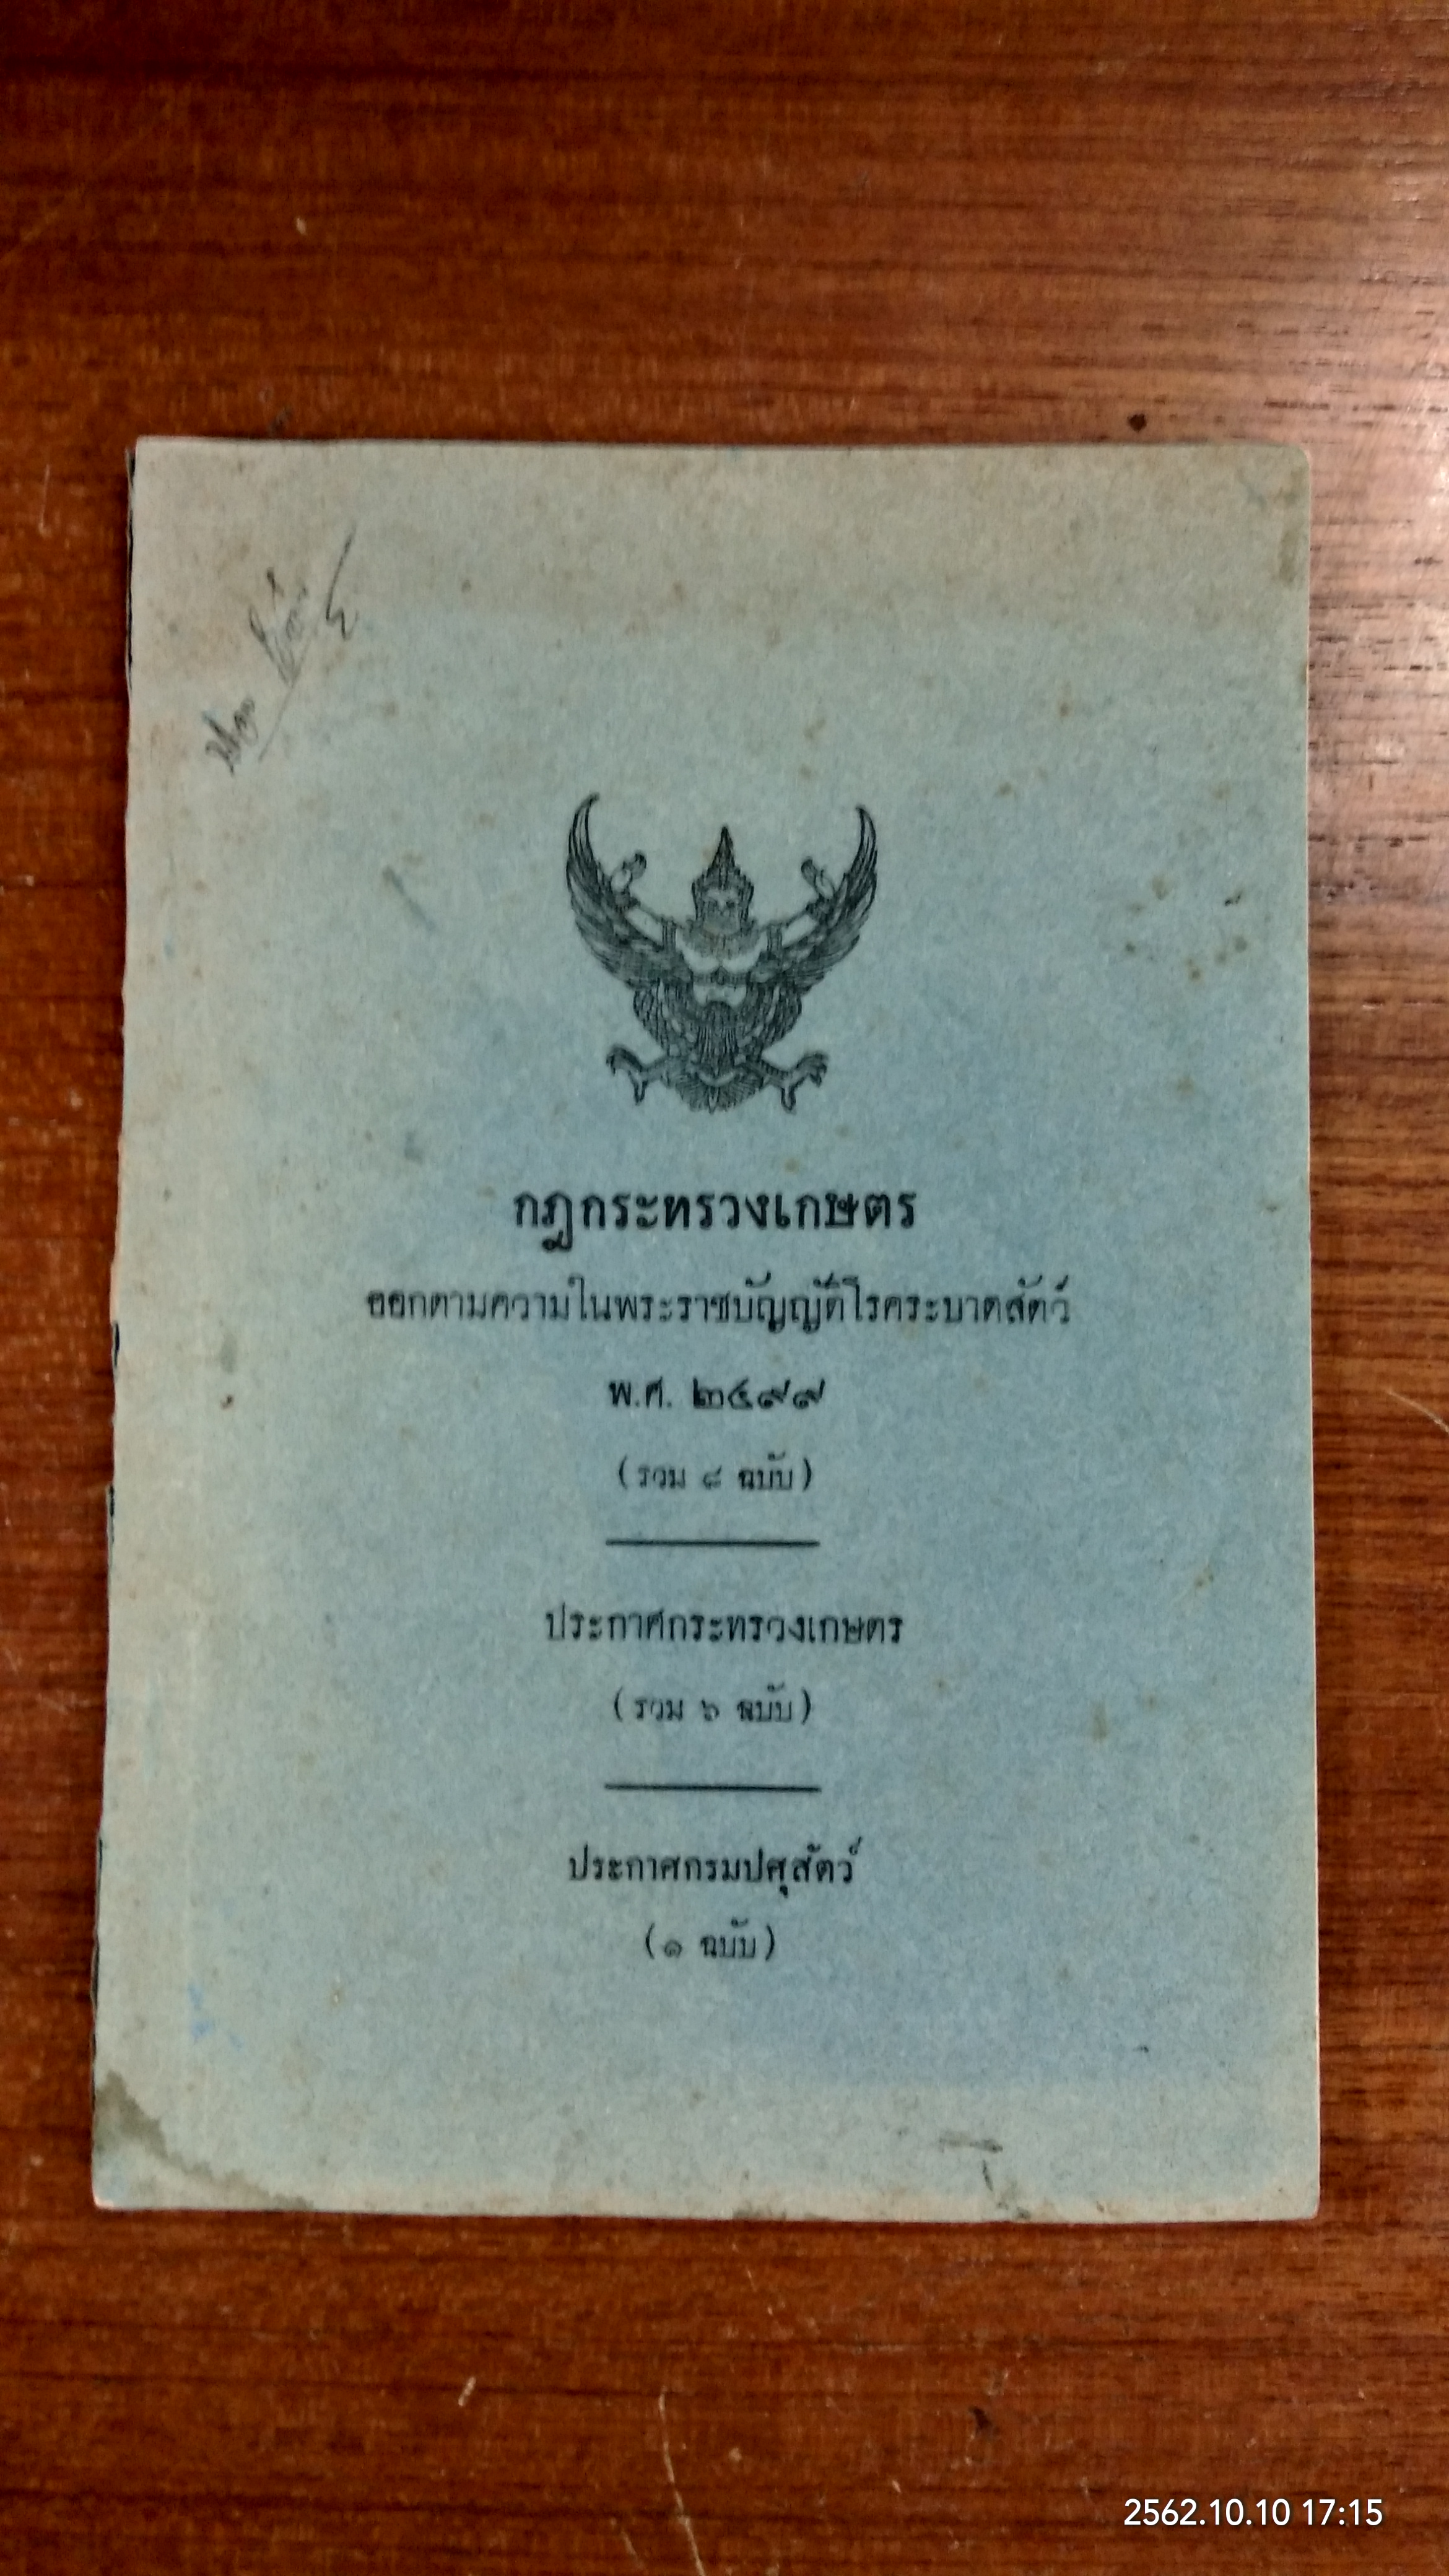 กฎกระทรวงเกษตร
ออกตามความในพระราชบัญญัติโรคระบาดสัตว์
พ.ศ. ๒๔๙๙
(รวม ๘ ฉบับ)
ประกาศกระทรวงเกษตร
(รวม ๖ ฉบับ)
ประกาศกรมปศุสัตว์
(๑ ฉบับ)
2562.10.10 17:15